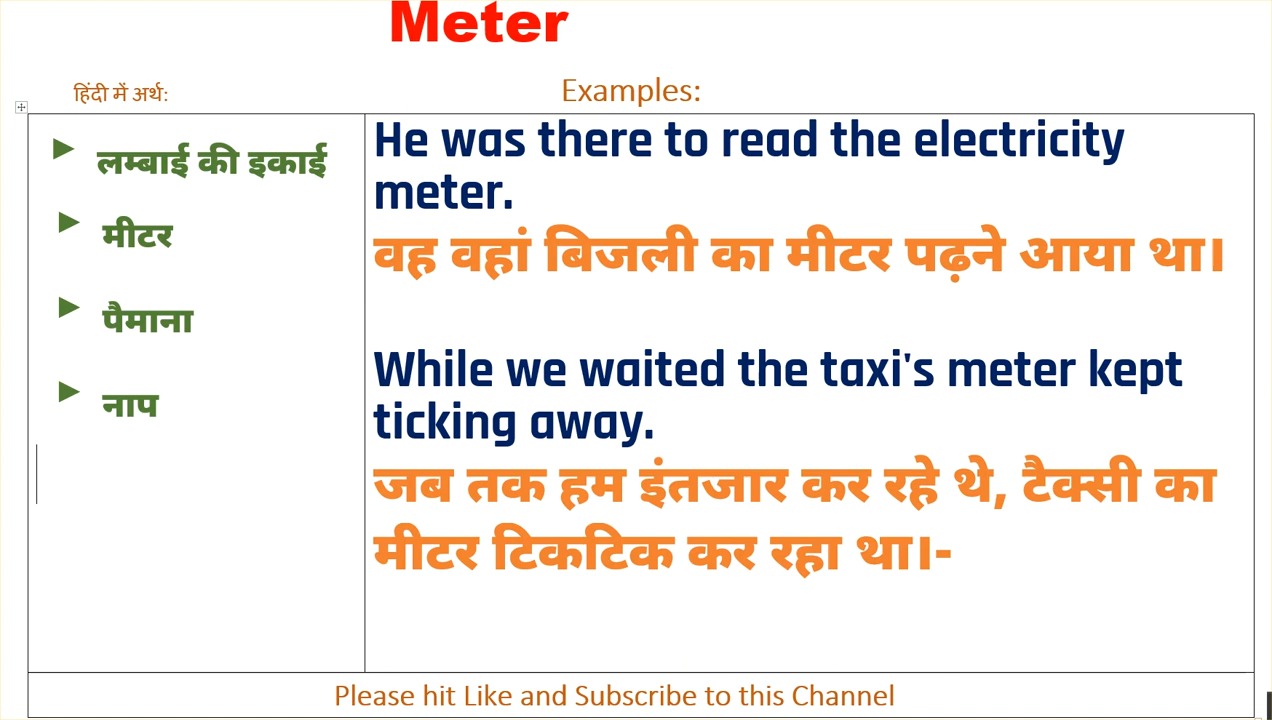 Meter
हिंदी में अर्थ:
Examples:
लम्बाई की इकाई
मीटर
पैमाना
नाप
He was there to read the electricity
meter.
वह वहां बिजली का मीटर पढ़ने आया था।
While we waited the taxi's meter kept
ticking away.
जब तक हम इंतजार कर रहे थे, टैक्सी का
मीटर टिकटिक कर रहा था।-
Please hit Like and Subscribe to this Channel